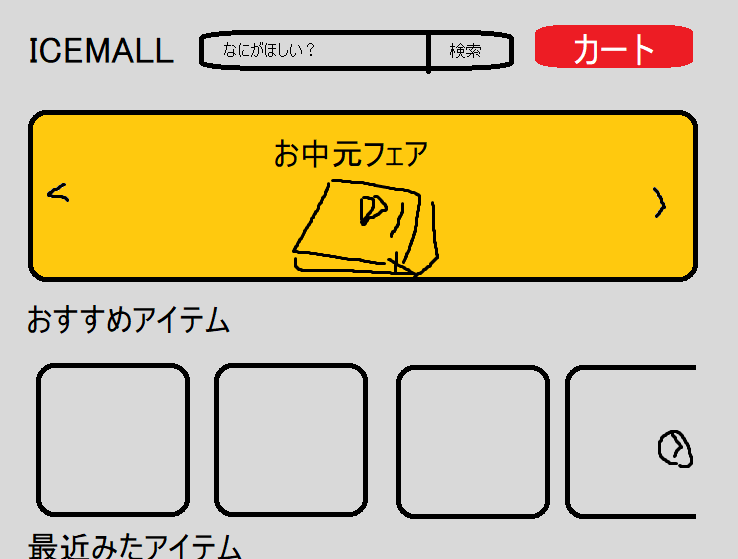 ICEMALL
なにがほしい？
検索
カート
お中元フェア
おすすめアイテム
最近みたアイテム